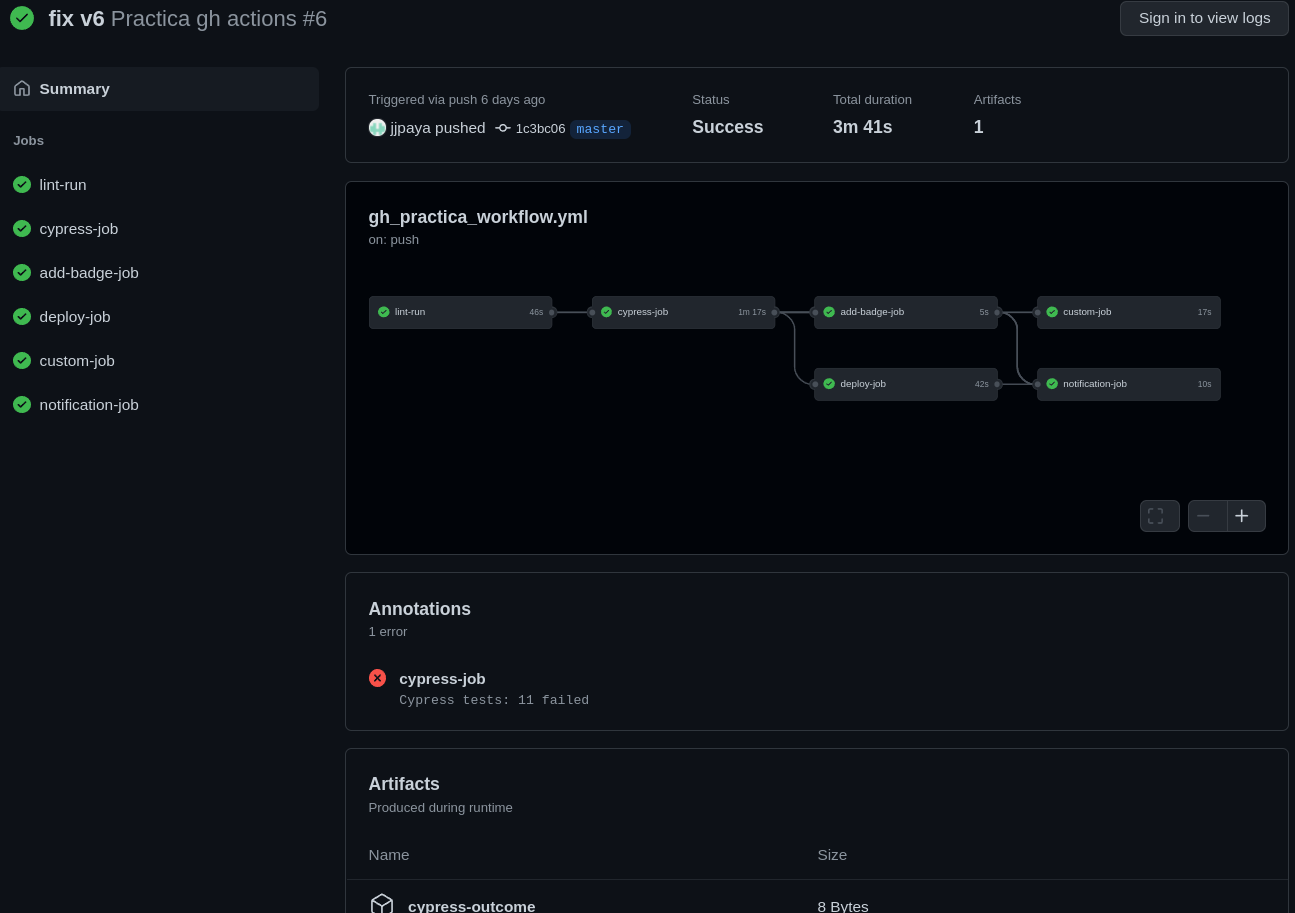 fix v6 Practica gh actions #6
Sign in to view logs
Summary
Jobs
lint-run
cypress-job
add-badge-job
deploy-job
custom-job
notification-job
Triggered via push 6 days ago
jjpaya pushed 1c3bc06 master
Status
Success
Total duration
3m 41s
Artifacts
1
gh_practica_workflow.yml
on: push
lint-run 46s
cypress-job 1m 17s
add-badge-job 5s
custom-job 17s
deploy-job 42s
notification-job 10s
Annotations
1 error
cypress-job
Cypress tests: 11 failed
Artifacts
Produced during runtime
Name Size
cypress-outcome 8 Bytes